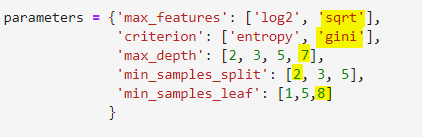 parameters = {'max_features': ['log2', 'sqrt'],
'criterion': ['entropy', 'gini'],
'max_depth': [2, 3, 5, 7],
'min_samples_split': [2, 3, 5],
'min_samples_leaf': [1,5,8]
}